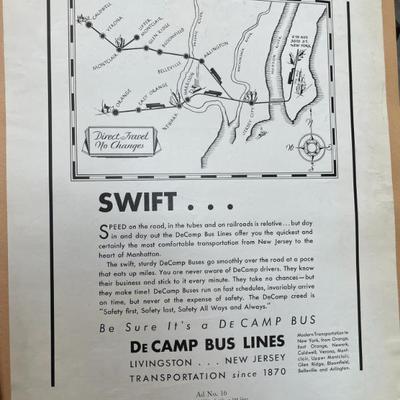 CALDWELL
VERONA
UPPER
MONTCLAIR
GLEN RIDGE
BLOOMFIELD
MONTCLAIR
BELLEVILLE
ARLINGTON
ORANGE
EAST ORANGE
HARRISON
NEWARK
JERSEY CITY
NEW YORK
Direct Travel
No Changes
SWIFT . . .
SPEED on the road, in the tubes and on railroads is relative...but day
in and day out the DeCamp Bus Lines offer you the quickest and
certainly the most comfortable transportation from New Jersey to the
heart of Manhattan.
The swift, sturdy DeCamp Buses go smoothly over the road at a pace
that eats up miles. You are never aware of DeCamp drivers. They know
their business and stick to it every minute. They take no chances—but
they make time! DeCamp Buses run on fast schedules, invariably arrive
on time, but never at the expense of safety. The DeCamp creed is
"Safety first, Safety last, Safety All Ways and Always."
Be Sure It's a DE CAMP BUS
DE CAMP BUS LINES
LIVINGSTON . . . NEW JERSEY
TRANSPORTATION since 1870
Modern Transportation to
New York, from Orange,
East Orange, Newark,
Caldwell, Verona, Mont-
clair, Upper Montclair,
Glen Ridge, Bloomfield,
Belleville and Arlington.
Ad No. 16